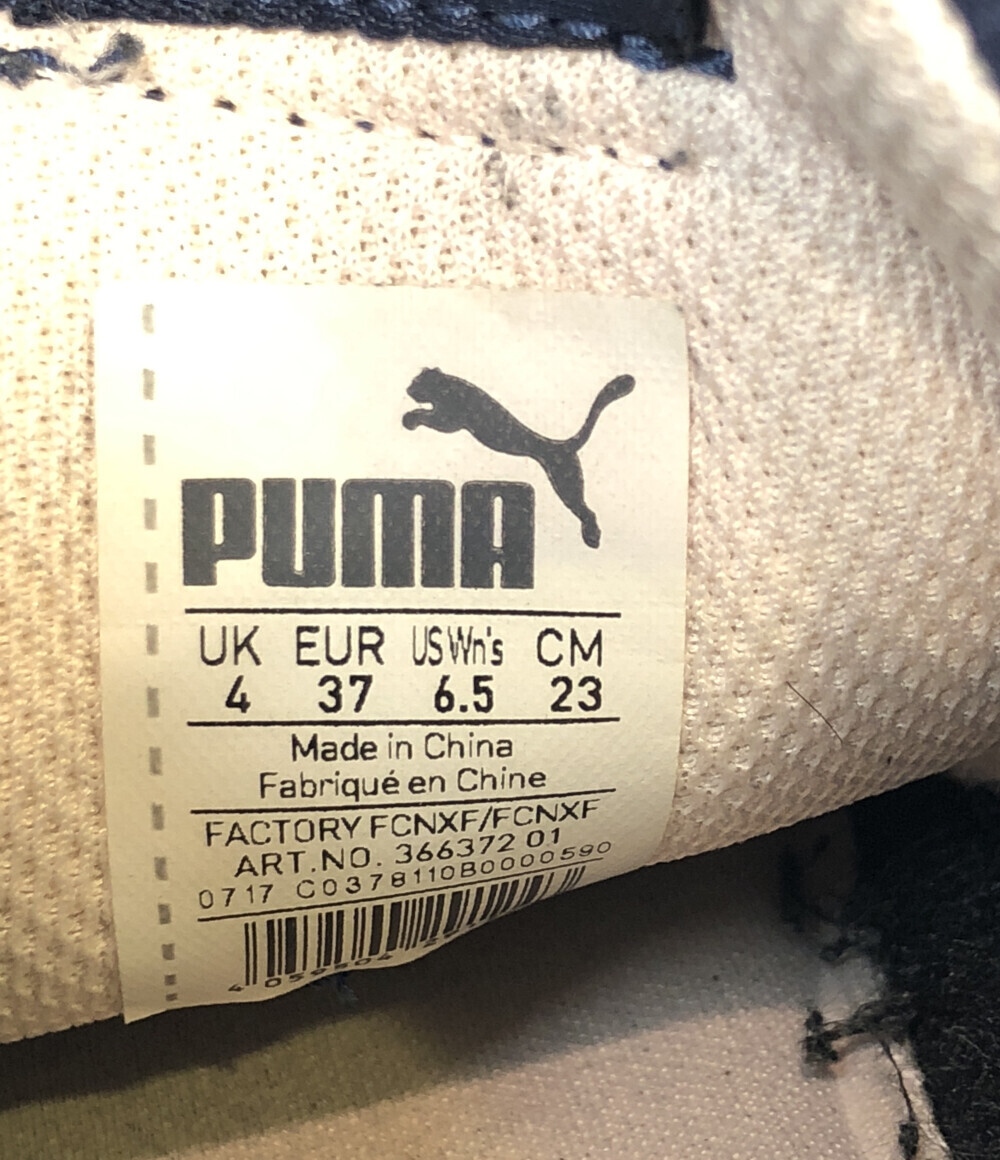 PUMA
UK EUR US Wn's CM
4 37 6.5 23
Made in China
Fabriqué en Chine
FACTORY FCNXF/FCNXF
ART.NO. 366372 01
0717 C0378110B0000590